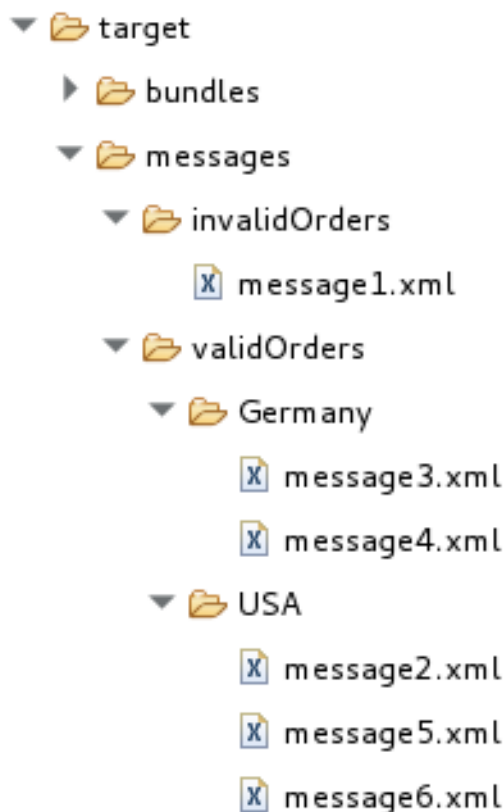 target
bundles
messages
invalidOrders
message1.xml
validOrders
Germany
message3.xml
message4.xml
USA
message2.xml
message5.xml
message6.xml